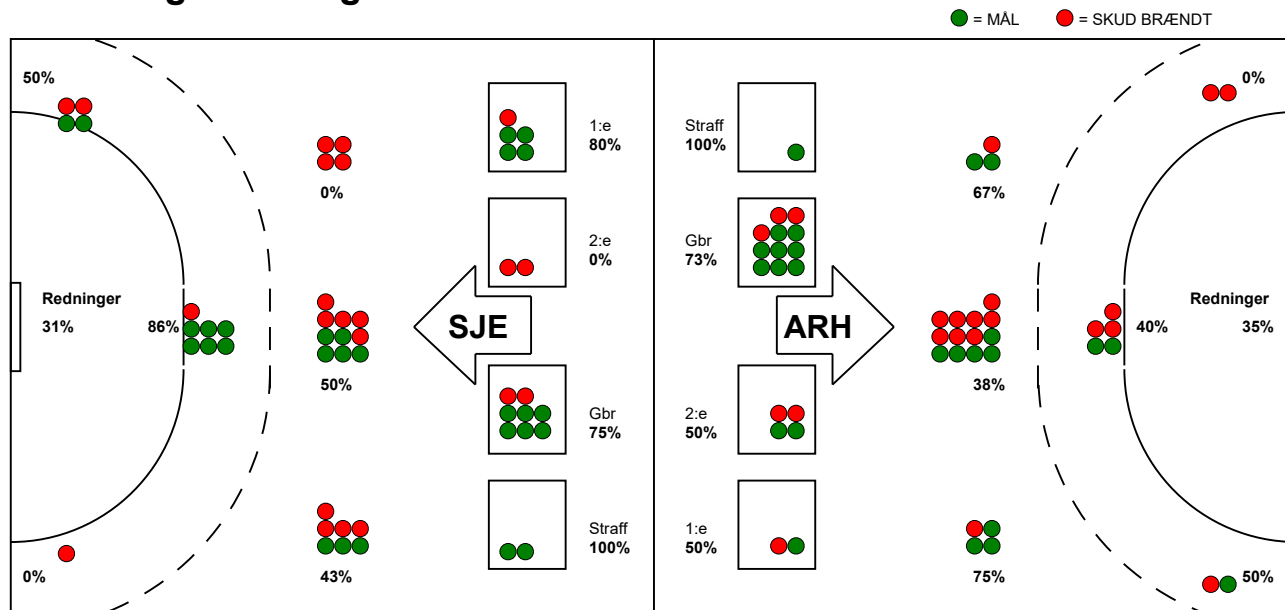 = MÅL
= SKUD BRÆNDT
50%
0%
1:e
80%
Straff
100%
67%
0%
2:e
0%
Gbr
73%
Redninger
31%
86%
SJE
50%
ARH
38%
40%
Redninger
35%
Gbr
75%
2:e
50%
Straff
100%
1:e
50%
0%
43%
75%
50%